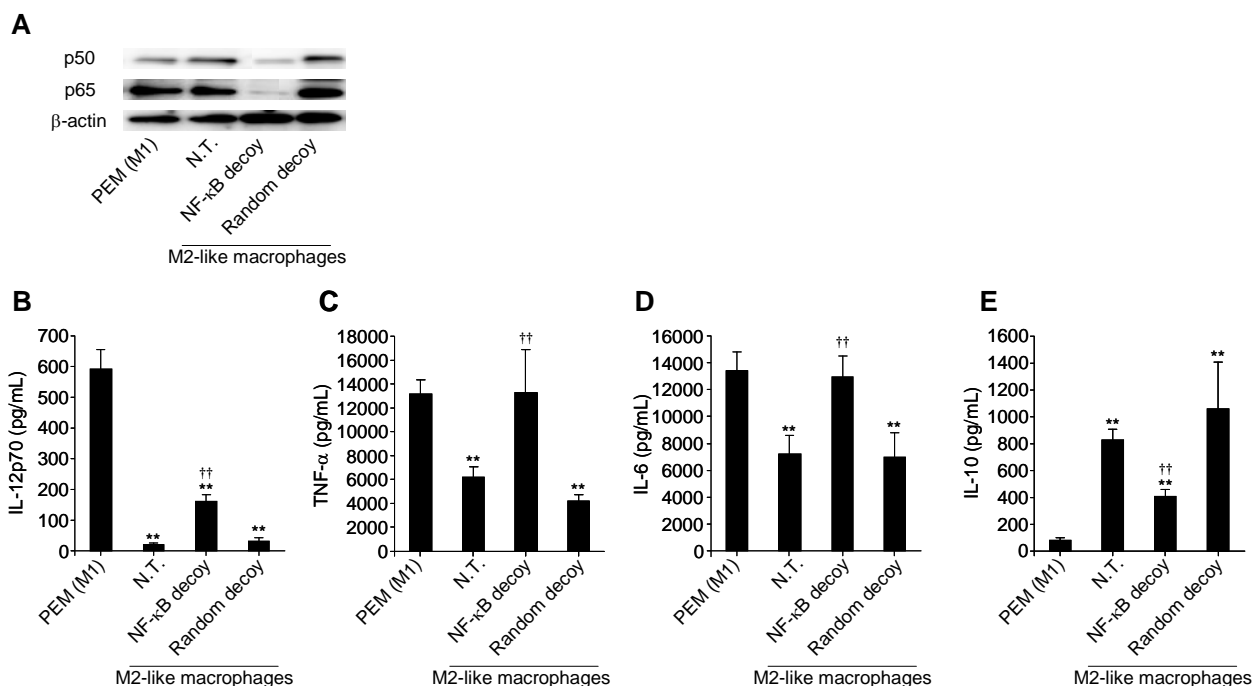 A
p50
p65
β-actin
PEM (M1)
N.T.
NF-κB decoy
Random decoy
M2-like macrophages
B
IL-12p70 (pg/mL)
700
600
500
400
300
200
100
0
**
††
**
**
PEM (M1)
N.T.
NF-κB decoy
Random decoy
M2-like macrophages
C
TNF-α (pg/mL)
18000
16000
14000
12000
10000
8000
6000
4000
2000
0
**
††
**
PEM (M1)
N.T.
NF-κB decoy
Random decoy
M2-like macrophages
D
IL-6 (pg/mL)
16000
14000
12000
10000
8000
6000
4000
2000
0
**
††
**
PEM (M1)
N.T.
NF-κB decoy
Random decoy
M2-like macrophages
E
IL-10 (pg/mL)
1600
1400
1200
1000
800
600
400
200
0
**
††
**
**
PEM (M1)
N.T.
NF-κB decoy
Random decoy
M2-like macrophages